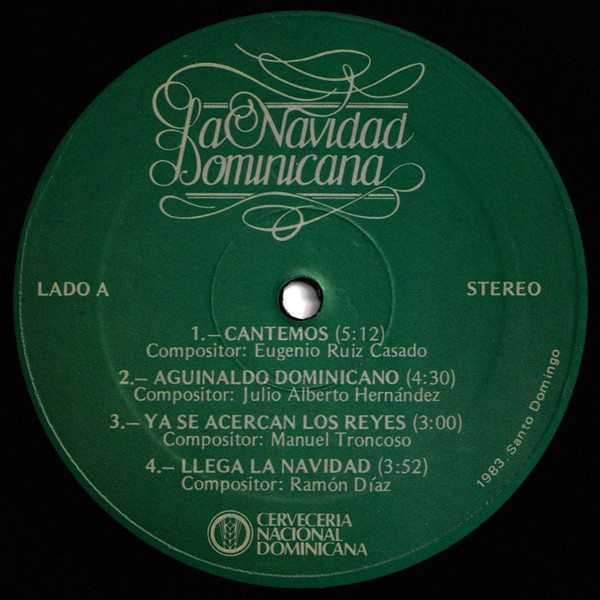 La Navidad
Dominicana
LADO A
STEREO
1.– CANTEMOS (5:12)
Compositor: Eugenio Ruiz Casado
2.– AGUINALDO DOMINICANO (4:30)
Compositor: Julio Alberto Hernández
3.– YA SE ACERCAN LOS REYES (3:00)
Compositor: Manuel Troncoso
4.– LLEGA LA NAVIDAD (3:52)
Compositor: Ramón Díaz
1983. Santo Domingo
CERVECERIA
NACIONAL
DOMINICANA